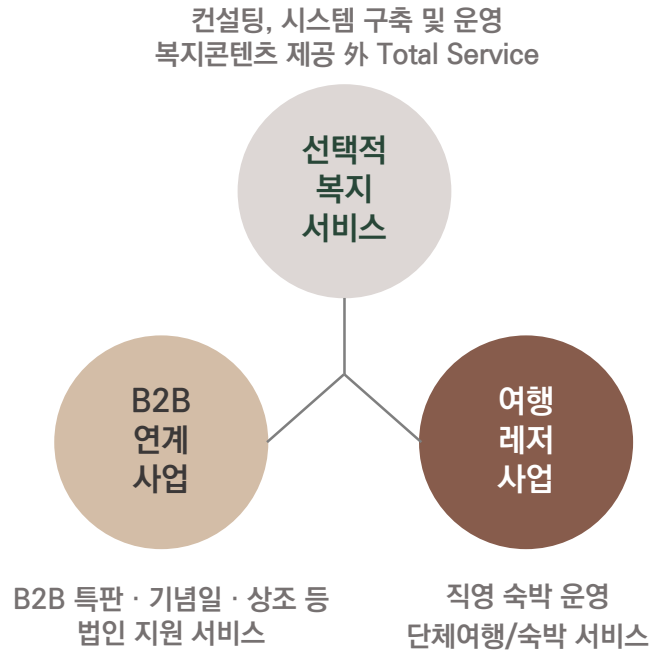 컨설팅, 시스템 구축 및 운영
복지콘텐츠 제공 外 Total Service
선택적
복지
서비스
B2B
연계
사업
여행
레저
사업
B2B 특판 · 기념일 · 상조 등
법인 지원 서비스
직영 숙박 운영
단체여행/숙박 서비스